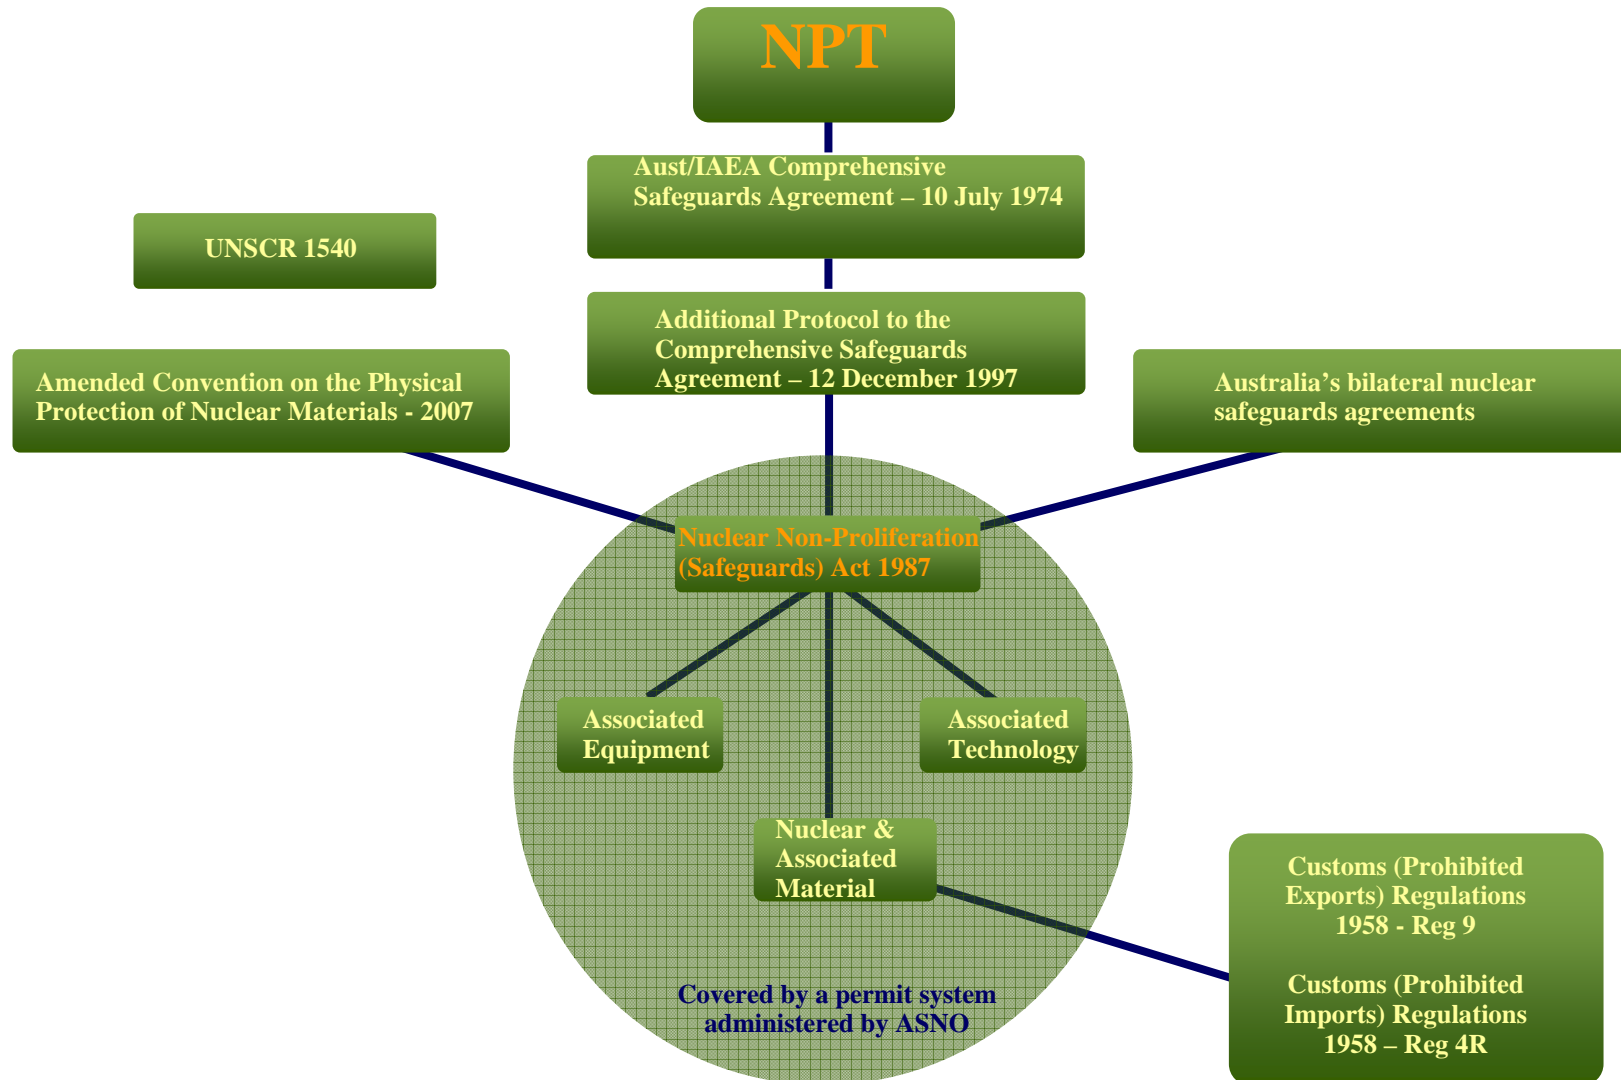 NPT
Aust/IAEA Comprehensive
Safeguards Agreement – 10 July 1974
UNSCR 1540
Additional Protocol to the
Comprehensive Safeguards
Agreement – 12 December 1997
Amended Convention on the Physical
Protection of Nuclear Materials - 2007
Australia’s bilateral nuclear
safeguards agreements
Nuclear Non-Proliferation
(Safeguards) Act 1987
Associated
Equipment
Associated
Technology
Nuclear &
Associated
Material
Customs (Prohibited
Exports) Regulations
1958 - Reg 9
Customs (Prohibited
Imports) Regulations
1958 – Reg 4R
Covered by a permit system
administered by ASNO